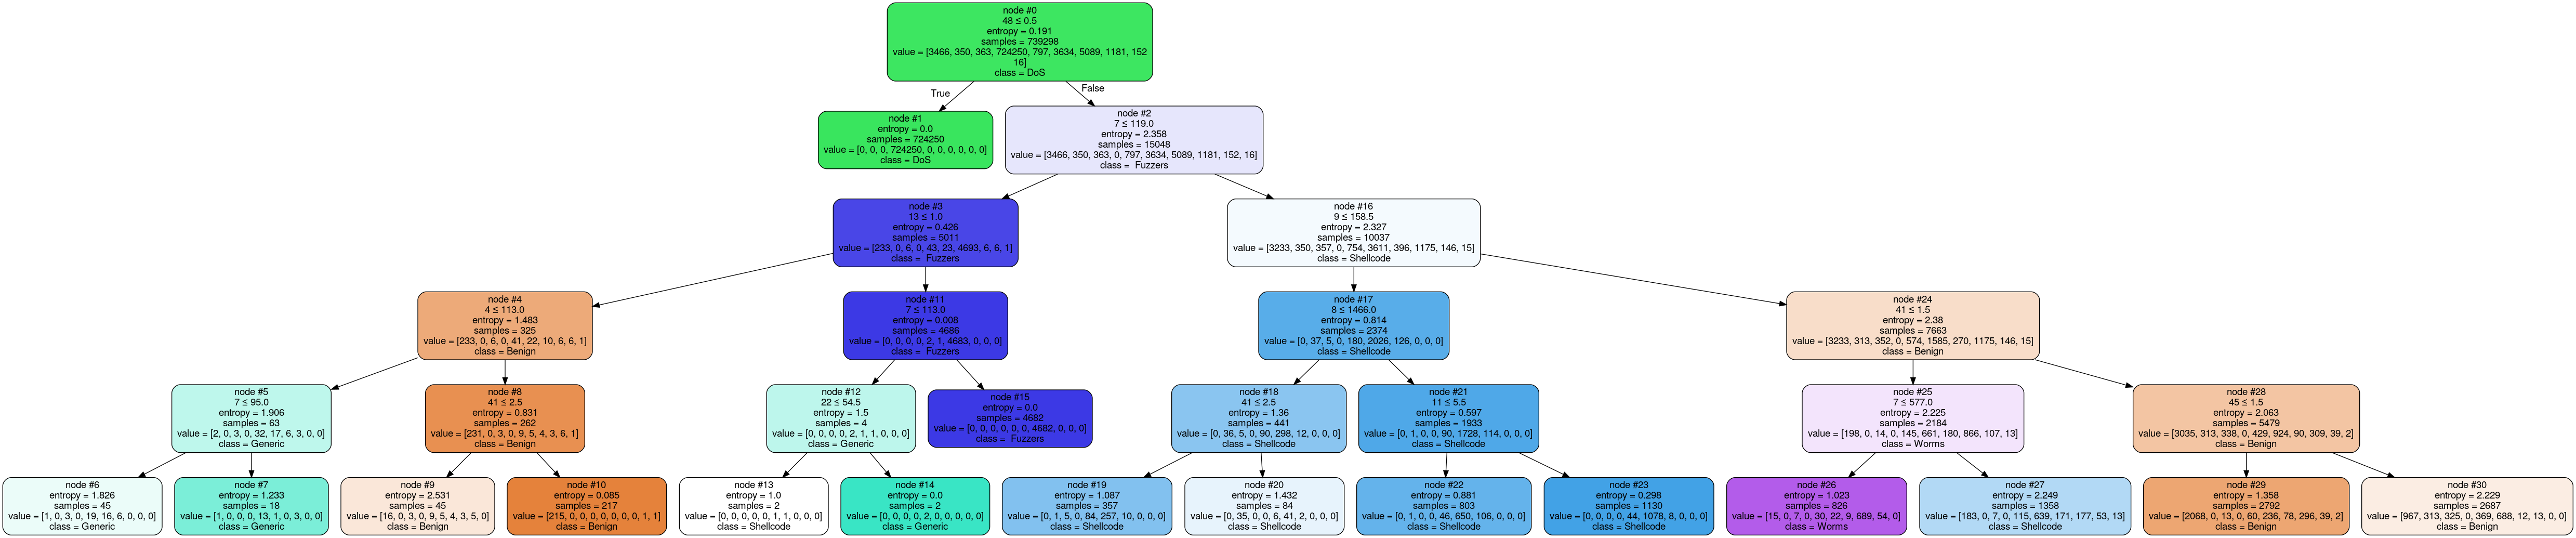 node #0
48 ≤ 0.5
entropy = 0.191
samples = 739298
value = [3466, 350, 363, 724250, 797, 3634, 5089, 1181, 152
16]
class = DoS
True
False
node #1
entropy = 0.0
samples = 724250
value = [0, 0, 0, 724250, 0, 0, 0, 0, 0, 0]
class = DoS
node #2
7 ≤ 119.0
entropy = 2.358
samples = 15048
value = [3466, 350, 363, 0, 797, 3634, 5089, 1181, 152, 16]
class = Fuzzers
node #3
13 ≤ 1.0
entropy = 0.426
samples = 5011
value = [233, 0, 6, 0, 43, 23, 4693, 6, 6, 1]
class = Fuzzers
node #16
9 ≤ 158.5
entropy = 2.327
samples = 10037
value = [3233, 350, 357, 0, 754, 3611, 396, 1175, 146, 15]
class = Shellcode
node #4
4 ≤ 113.0
entropy = 1.483
samples = 325
value = [233, 0, 6, 0, 41, 22, 10, 6, 6, 1]
class = Benign
node #11
7 ≤ 113.0
entropy = 0.008
samples = 4686
value = [0, 0, 0, 0, 2, 1, 4683, 0, 0, 0]
class = Fuzzers
node #17
8 ≤ 1466.0
entropy = 0.814
samples = 2374
value = [0, 37, 5, 0, 180, 2026, 126, 0, 0, 0]
class = Shellcode
node #24
41 ≤ 1.5
entropy = 2.38
samples = 7663
value = [3233, 313, 352, 0, 574, 1585, 270, 1175, 146, 15]
class = Benign
node #5
7 ≤ 95.0
entropy = 1.906
samples = 63
value = [2, 0, 3, 0, 32, 17, 6, 3, 0, 0]
class = Generic
node #8
41 ≤ 2.5
entropy = 0.831
samples = 262
value = [231, 0, 3, 0, 9, 5, 4, 3, 6, 1]
class = Benign
node #12
22 ≤ 54.5
entropy = 1.5
samples = 4
value = [0, 0, 0, 0, 2, 1, 1, 0, 0, 0]
class = Generic
node #15
entropy = 0.0
samples = 4682
value = [0, 0, 0, 0, 0, 0, 4682, 0, 0, 0]
class = Fuzzers
node #18
41 ≤ 2.5
entropy = 1.36
samples = 441
value = [0, 36, 5, 0, 90, 298, 12, 0, 0, 0]
class = Shellcode
node #21
11 ≤ 5.5
entropy = 0.597
samples = 1933
value = [0, 1, 0, 0, 90, 1728, 114, 0, 0, 0]
class = Shellcode
node #25
7 ≤ 577.0
entropy = 2.225
samples = 2184
value = [198, 0, 14, 0, 145, 661, 180, 866, 107, 13]
class = Worms
node #28
45 ≤ 1.5
entropy = 2.063
samples = 5479
value = [3035, 313, 338, 0, 429, 924, 90, 309, 39, 2]
class = Benign
node #6
entropy = 1.826
samples = 45
value = [1, 0, 3, 0, 19, 16, 6, 0, 0, 0]
class = Generic
node #7
entropy = 1.233
samples = 18
value = [1, 0, 0, 0, 13, 1, 0, 3, 0, 0]
class = Generic
node #9
entropy = 2.531
samples = 45
value = [16, 0, 3, 0, 9, 5, 4, 3, 5, 0]
class = Benign
node #10
entropy = 0.085
samples = 217
value = [215, 0, 0, 0, 0, 0, 0, 0, 1, 1]
class = Benign
node #13
entropy = 1.0
samples = 2
value = [0, 0, 0, 0, 0, 1, 1, 0, 0, 0]
class = Shellcode
node #14
entropy = 0.0
samples = 2
value = [0, 0, 0, 0, 2, 0, 0, 0, 0, 0]
class = Generic
node #19
entropy = 1.087
samples = 357
value = [0, 1, 5, 0, 84, 257, 10, 0, 0, 0]
class = Shellcode
node #20
entropy = 1.432
samples = 84
value = [0, 35, 0, 0, 6, 41, 2, 0, 0, 0]
class = Shellcode
node #22
entropy = 0.881
samples = 803
value = [0, 1, 0, 0, 46, 650, 106, 0, 0, 0]
class = Shellcode
node #23
entropy = 0.298
samples = 1130
value = [0, 0, 0, 0, 44, 1078, 8, 0, 0, 0]
class = Shellcode
node #26
entropy = 1.023
samples = 826
value = [15, 0, 7, 0, 30, 22, 9, 689, 54, 0]
class = Worms
node #27
entropy = 2.249
samples = 1358
value = [183, 0, 7, 0, 115, 639, 171, 177, 53, 13]
class = Shellcode
node #29
entropy = 1.358
samples = 2792
value = [2068, 0, 13, 0, 60, 236, 78, 296, 39, 2]
class = Benign
node #30
entropy = 2.229
samples = 2687
value = [967, 313, 325, 0, 369, 688, 12, 13, 0, 0]
class = Benign